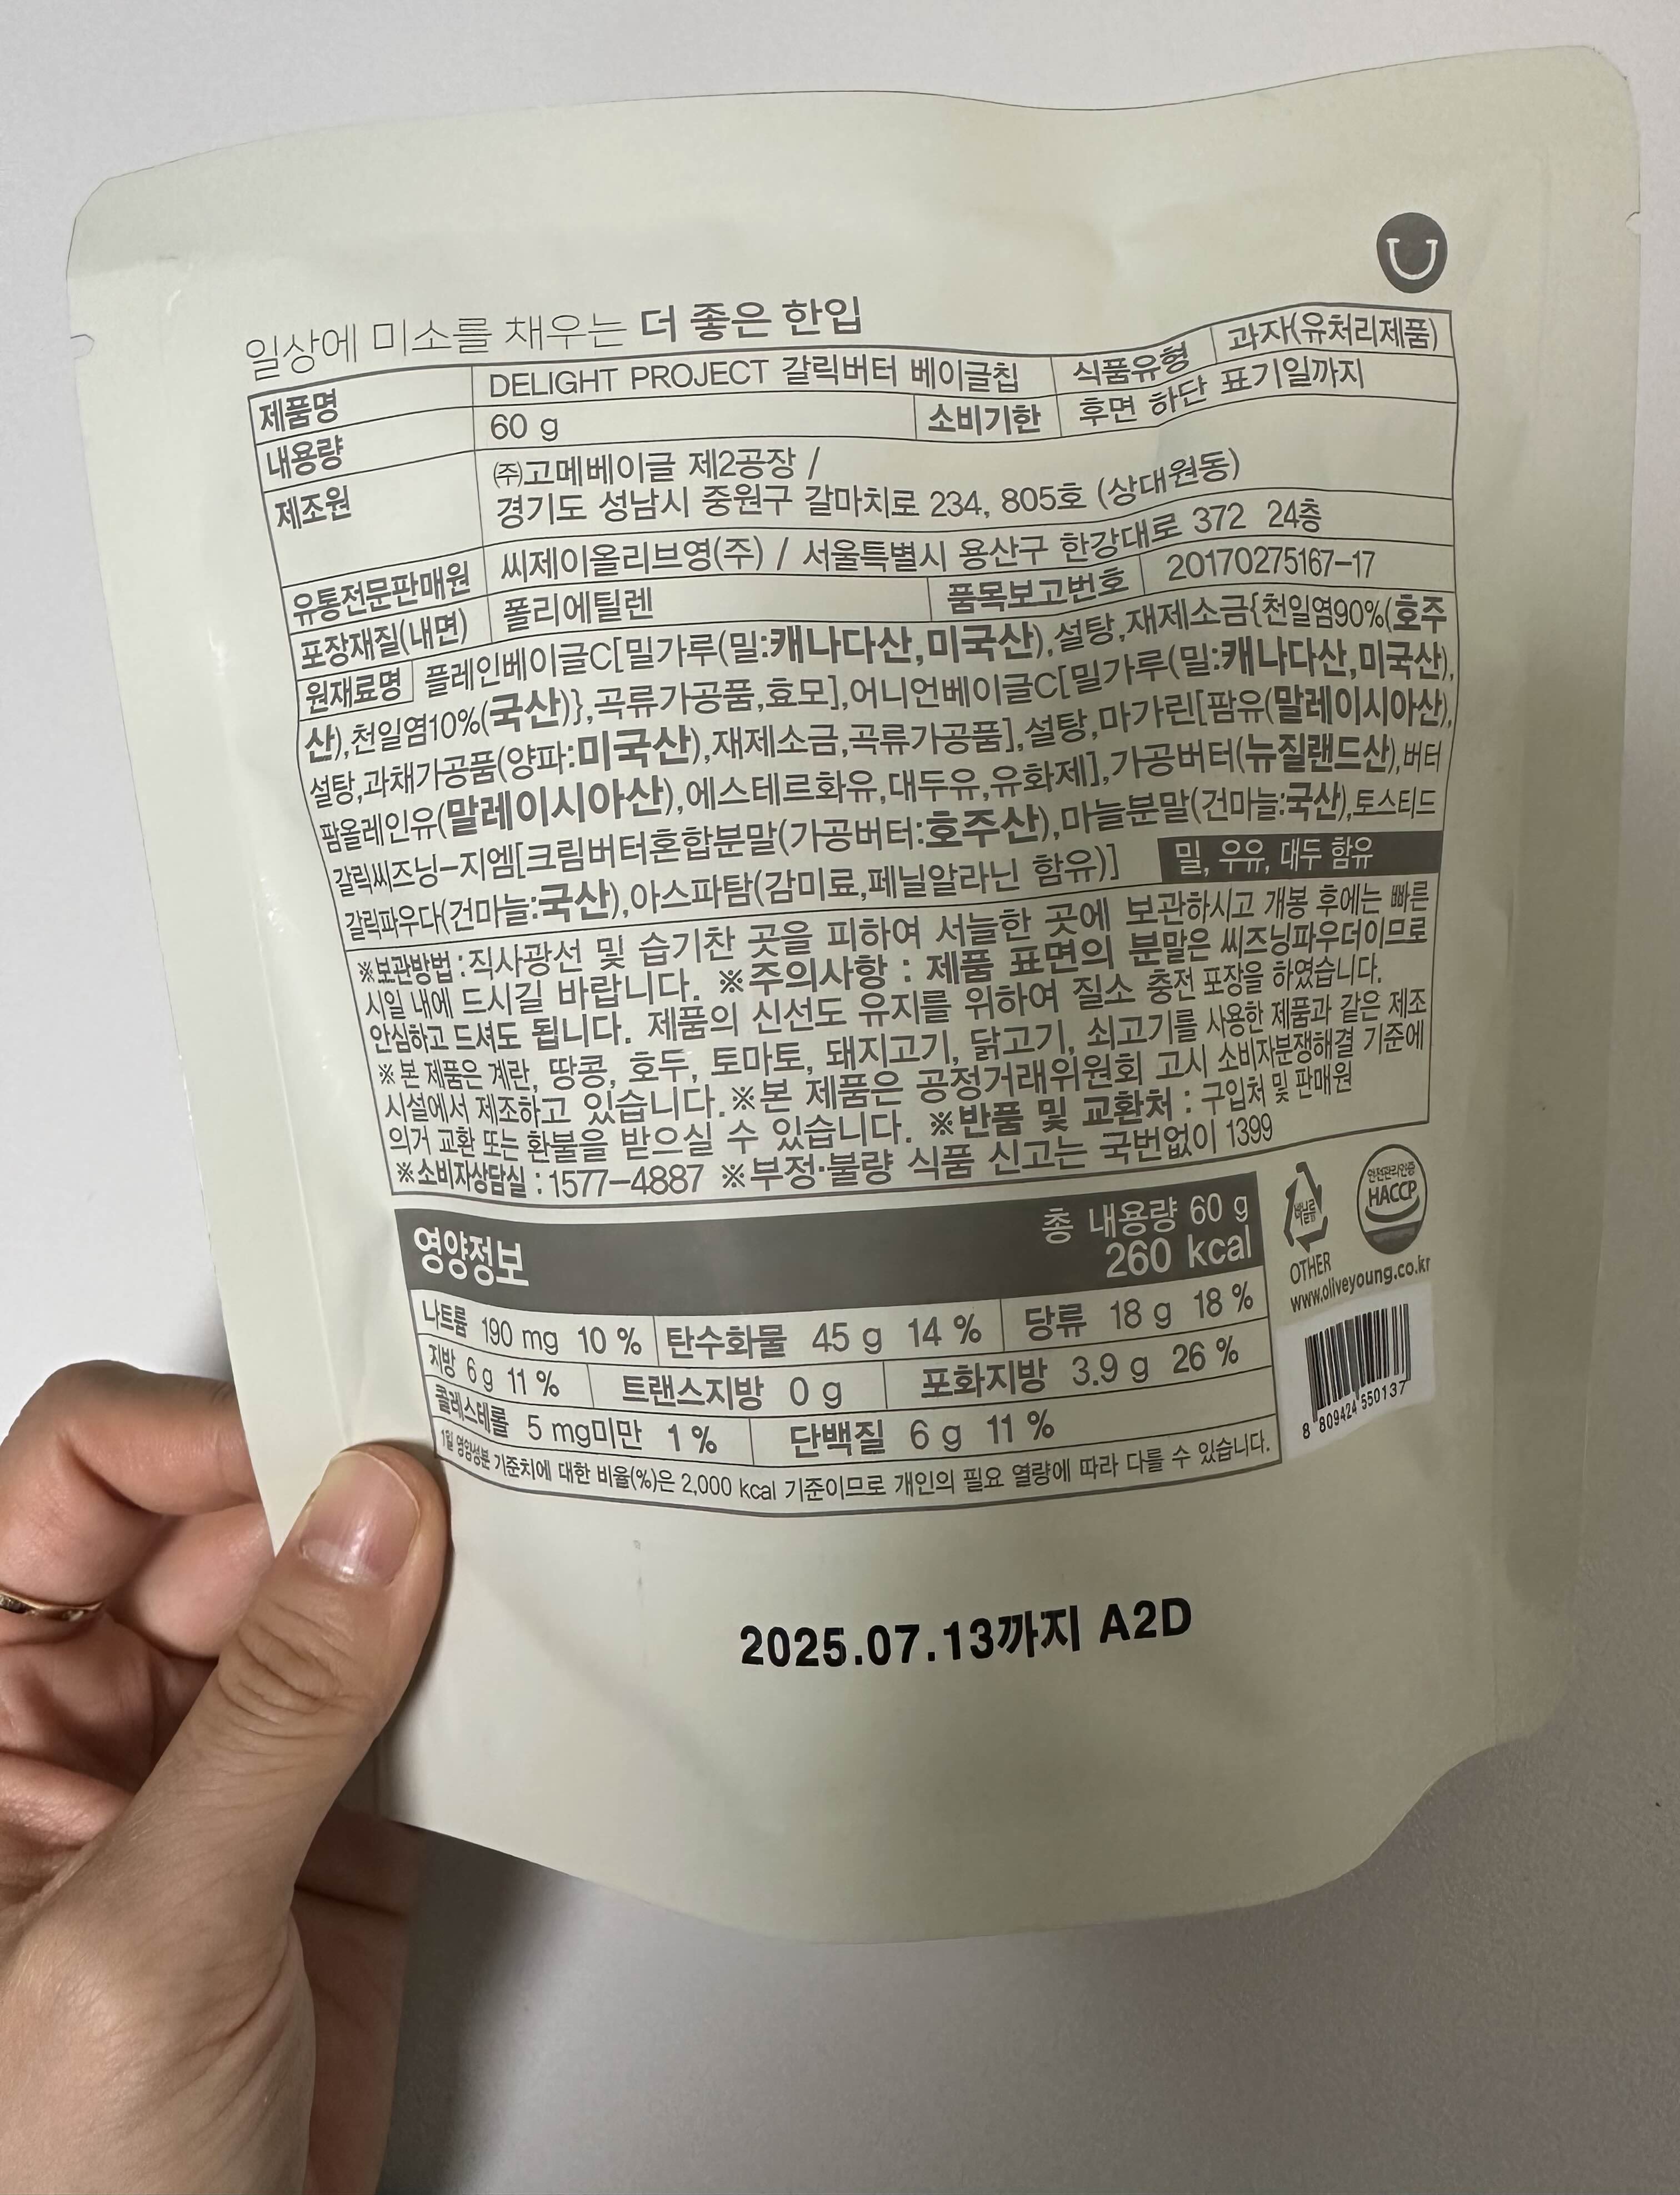 일상에 미소를 채우는 더 좋은 한입
제품명 DELIGHT PROJECT 갈릭버터 베이글칩 식품유형 과자(유처리제품)
내용량 60 g 소비기한 후면 하단 표기일까지
제조원 ㈜고메베이글 제2공장 /
경기도 성남시 중원구 갈마치로 234, 805호 (상대원동)
유통전문판매원 씨제이올리브영(주) / 서울특별시 용산구 한강대로 372 24층
포장재질(내면) 폴리에틸렌 품목보고번호 20170275167-17
원재료명 플레인베이글C[밀가루(밀:캐나다산,미국산),설탕,재제소금{천일염90%(호주
산),천일염10%(국산)},곡류가공품,효모],어니언베이글C[밀가루(밀:캐나다산,미국산),
설탕,과채가공품(양파:미국산),재제소금,곡류가공품],설탕,마가린[팜유(말레이시아산),
팜올레인유(말레이시아산),에스테르화유,대두유,유화제],가공버터(뉴질랜드산),버터
갈릭씨즈닝-지엠[크림버터혼합분말(가공버터:호주산),마늘분말(건마늘:국산),토스티드
갈릭파우다(건마늘:국산),아스파탐(감미료,페닐알라닌 함유)] 밀, 우유, 대두 함유
※보관방법 : 직사광선 및 습기찬 곳을 피하여 서늘한 곳에 보관하시고 개봉 후에는 빠른
시일 내에 드시길 바랍니다. ※주의사항 : 제품 표면의 분말은 씨즈닝파우더이므로
안심하고 드셔도 됩니다. 제품의 신선도 유지를 위하여 질소 충전 포장을 하였습니다.
※ 본 제품은 계란, 땅콩, 호두, 토마토, 돼지고기, 닭고기, 쇠고기를 사용한 제품과 같은 제조
시설에서 제조하고 있습니다.※본 제품은 공정거래위원회 고시 소비자분쟁해결 기준에
의거 교환 또는 환불을 받으실 수 있습니다. ※반품 및 교환처 : 구입처 및 판매원
※소비자상담실 : 1577-4887 ※부정·불량 식품 신고는 국번없이 1399
영양정보 총 내용량 60 g
260 kcal
나트륨 190 mg 10 % 탄수화물 45 g 14 % 당류 18 g 18 %
지방 6 g 11 % 트랜스지방 0 g 포화지방 3.9 g 26 %
콜레스테롤 5 mg미만 1 % 단백질 6 g 11 %
1일 영양성분 기준치에 대한 비율(%)은 2,000 kcal 기준이므로 개인의 필요 열량에 따라 다를 수 있습니다.
비닐류
OTHER
안전관리인증
HACCP
www.oliveyoung.co.kr
8 809424 550137
2025.07.13까지 A2D